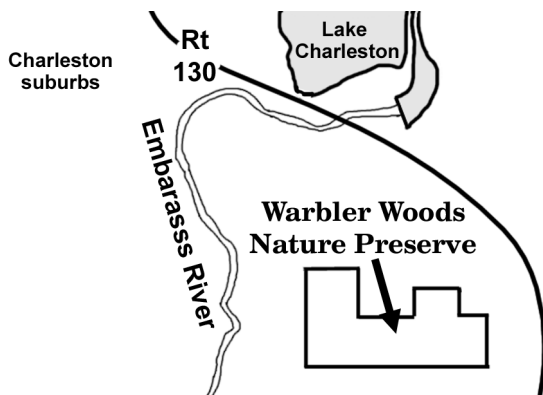 Charleston
suburbs
Rt
130
Lake
Charleston
Embarasss River
Warbler Woods
Nature Preserve